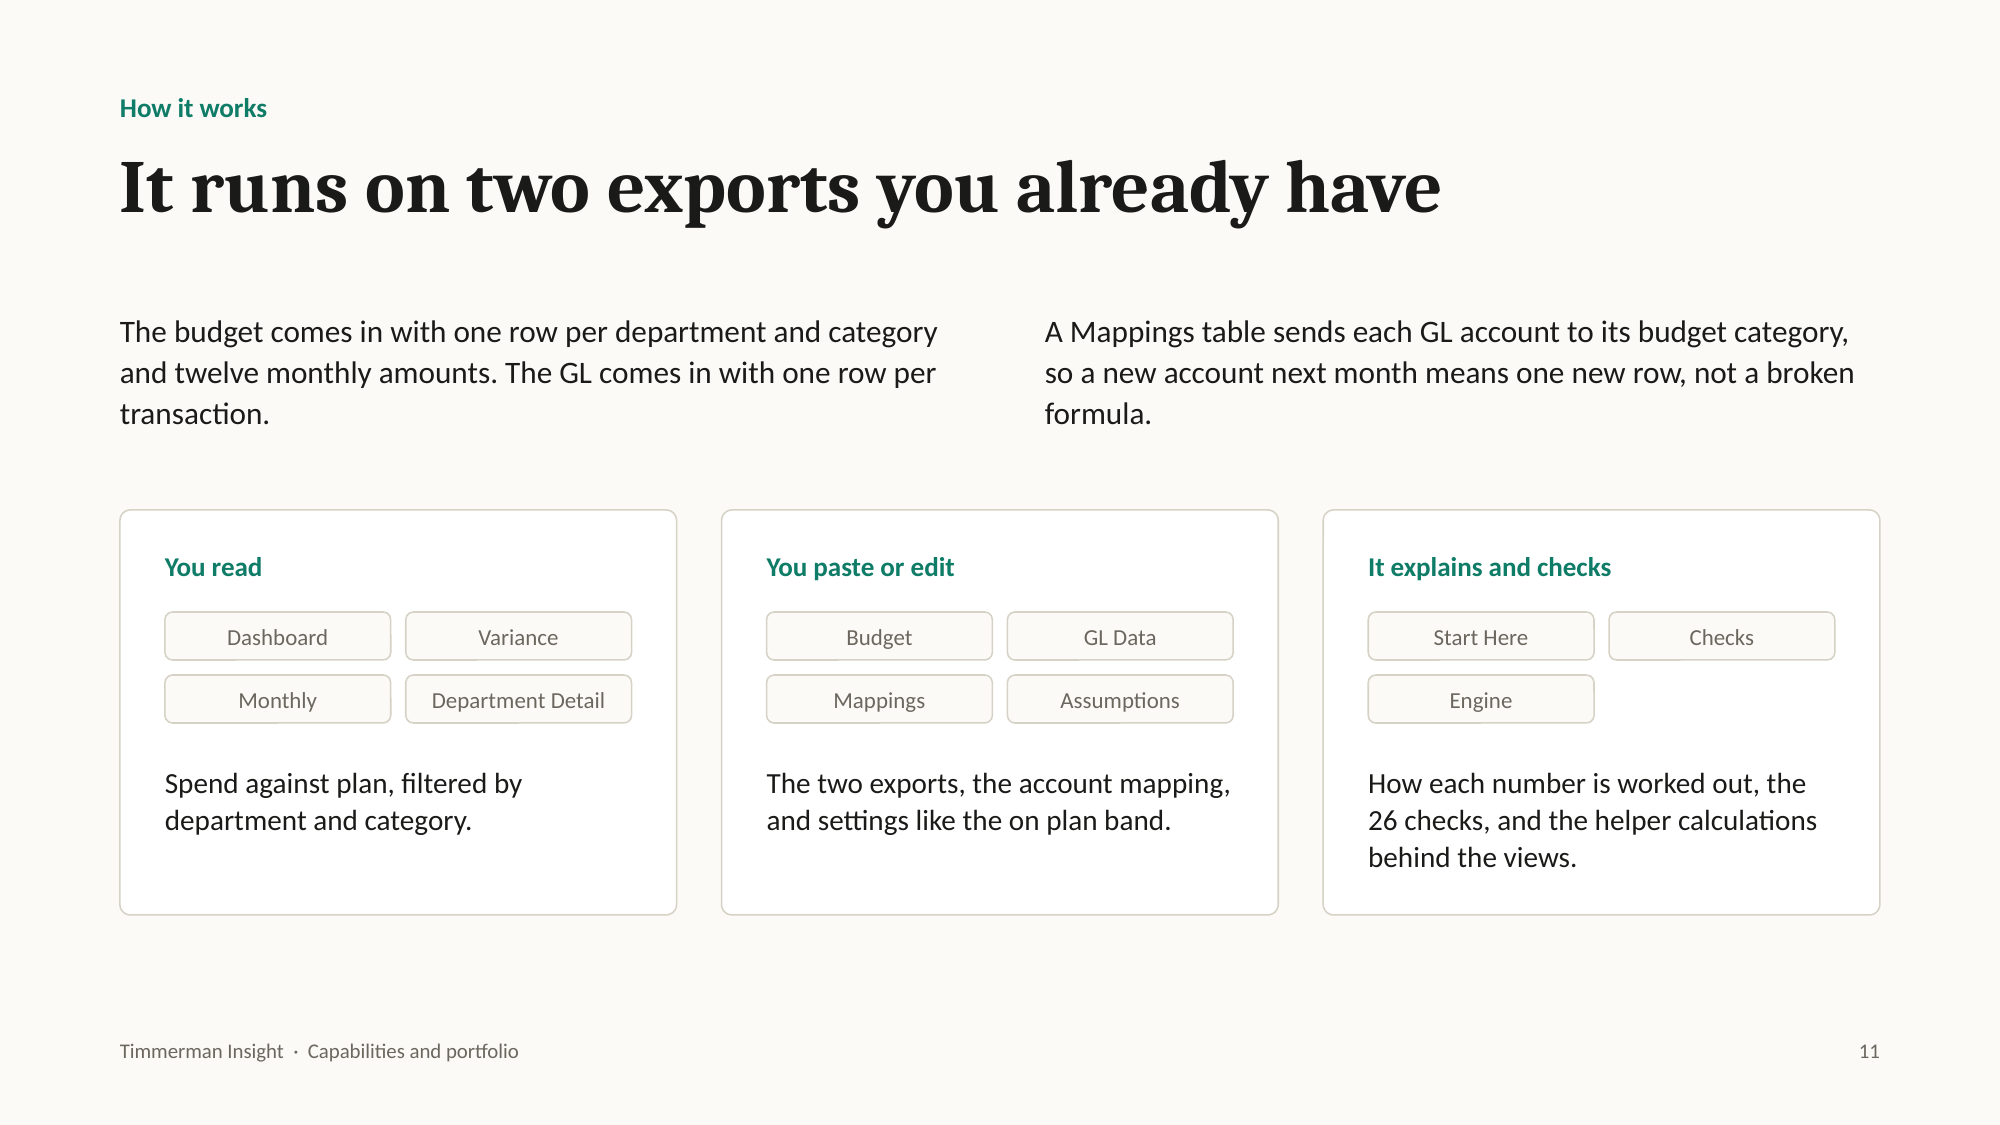 How it works
It runs on two exports you already have
The budget comes in with one row per department and category
and twelve monthly amounts. The GL comes in with one row per
transaction.
A Mappings table sends each GL account to its budget category,
so a new account next month means one new row, not a broken
formula.
You read
Dashboard
Variance
Monthly
Department Detail
Spend against plan, filtered by
department and category.
You paste or edit
Budget
GL Data
Mappings
Assumptions
The two exports, the account mapping,
and settings like the on plan band.
It explains and checks
Start Here
Checks
Engine
How each number is worked out, the
26 checks, and the helper calculations
behind the views.
Timmerman Insight · Capabilities and portfolio
11